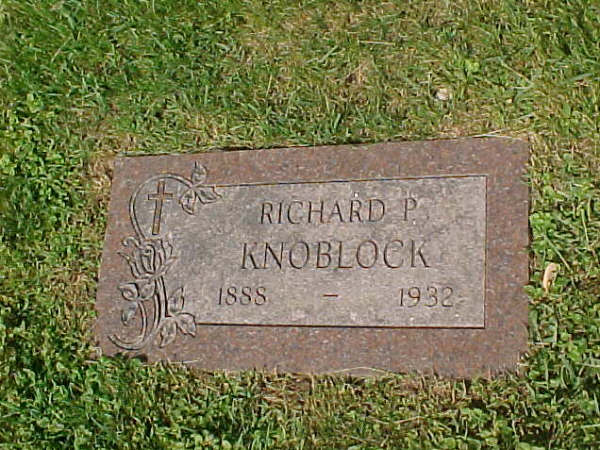 RICHARD P.
KNOBLOCK
1888 - 1932